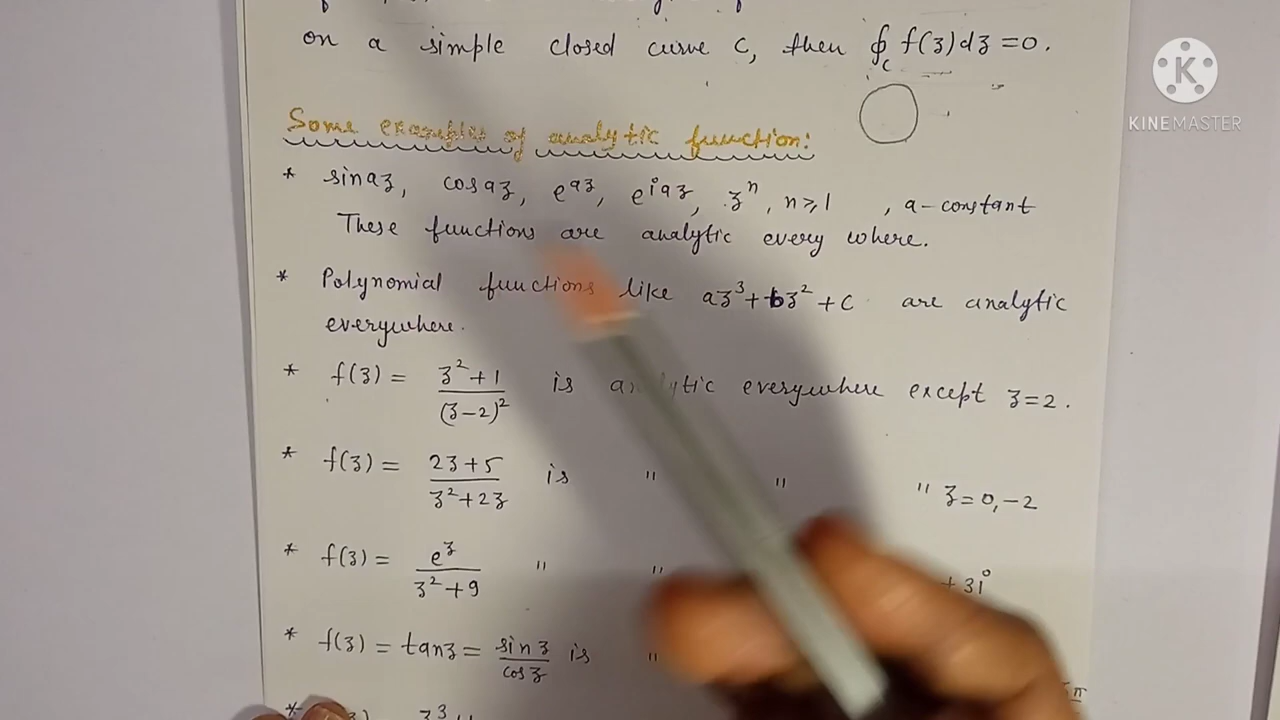 on a simple closed curve C, then ∮_C f(z)dz = 0.
KINEMASTER
Some examples of analytic function:
* sin az, cos az, e^{az}, e^{iaz}, z^n, n ≥ 1 , a - constant
These functions are analytic every where.
* Polynomial functions like az³ + bz² + c are analytic
everywhere.
* f(z) = (z² + 1)/(z - 2)² is analytic everywhere except z = 2.
* f(z) = (2z + 5)/(z² + 2z) is " " " z = 0, -2
* f(z) = e^z/(z² + 9) " " 3i
* f(z) = tan z = sin z/cos z is "